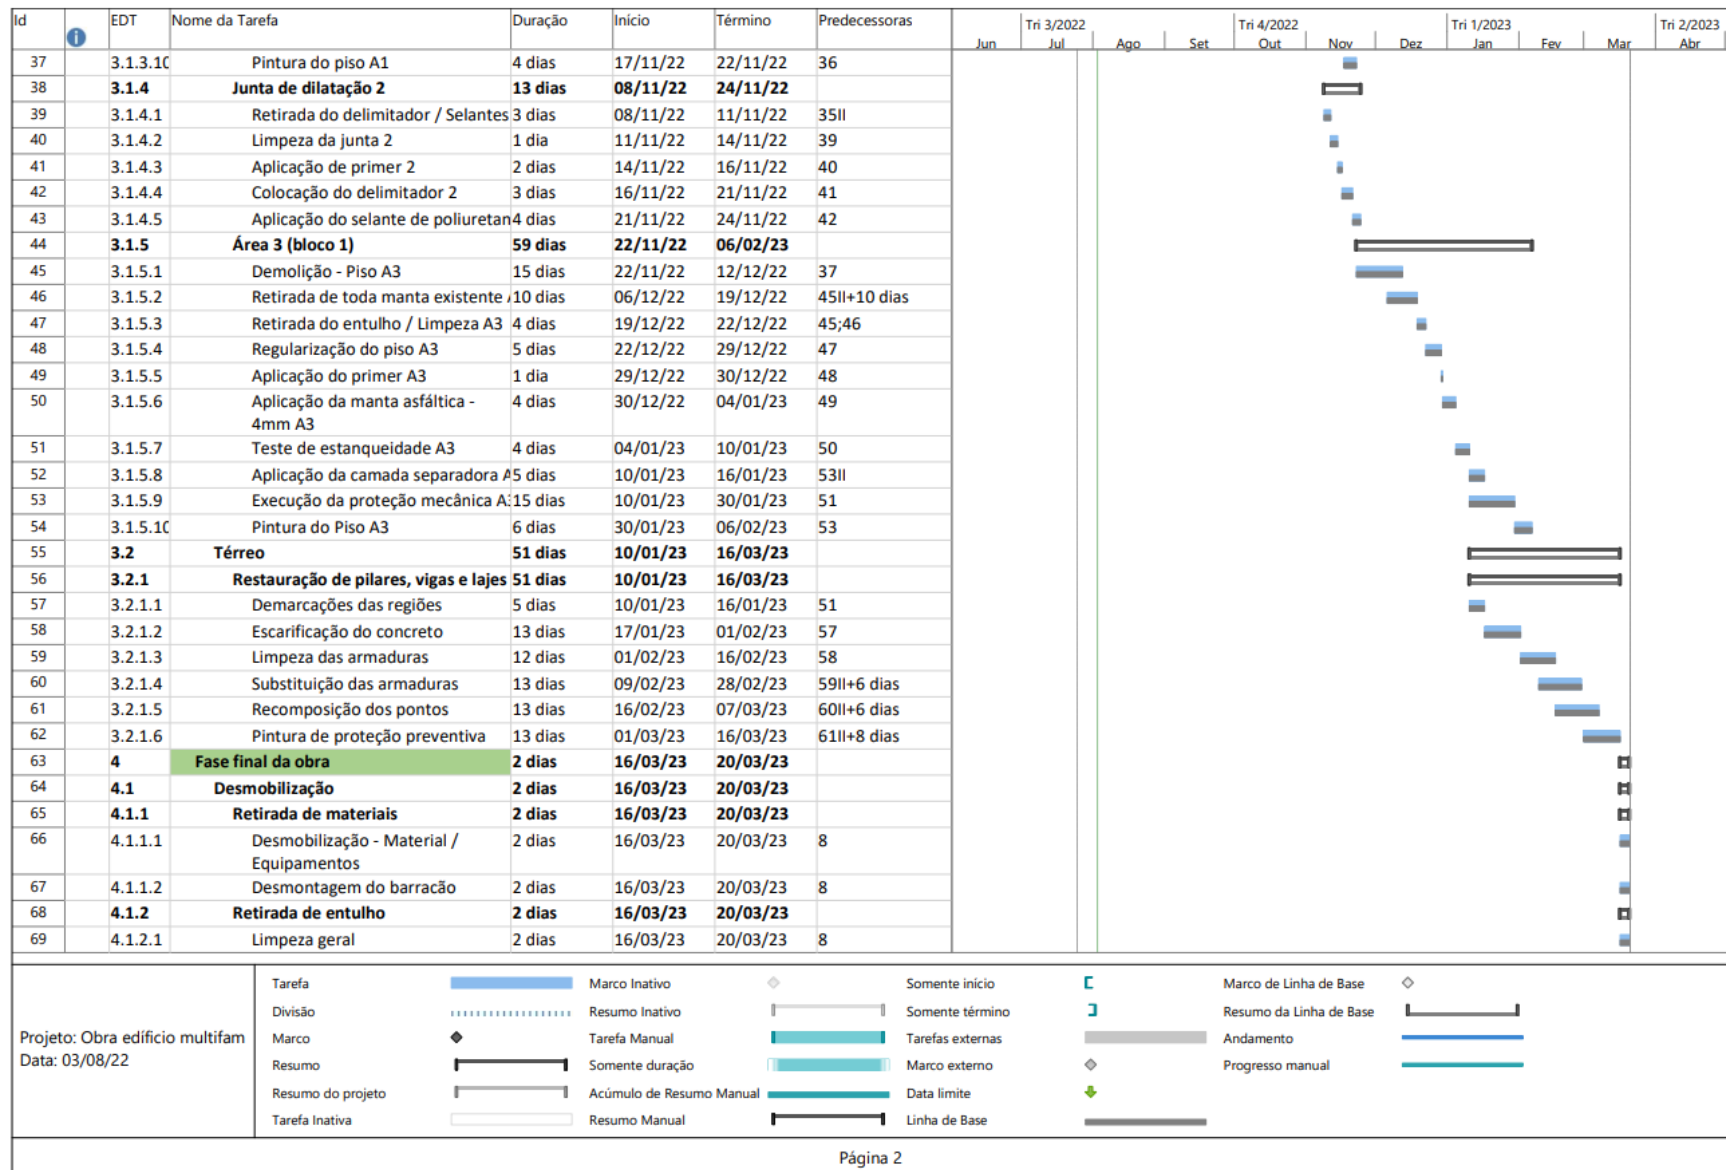 Id EDT Nome da Tarefa Duração Início Término Predecessoras
Tri 3/2022 Tri 4/2022 Tri 1/2023 Tri 2/2023
Jun Jul Ago Set Out Nov Dez Jan Fev Mar Abr
37 3.1.3.10 Pintura do piso A1 4 dias 17/11/22 22/11/22 36
38 3.1.4 Junta de dilatação 2 13 dias 08/11/22 24/11/22
39 3.1.4.1 Retirada do delimitador / Selantes 3 dias 08/11/22 11/11/22 35II
40 3.1.4.2 Limpeza da junta 2 1 dia 11/11/22 14/11/22 39
41 3.1.4.3 Aplicação de primer 2 2 dias 14/11/22 16/11/22 40
42 3.1.4.4 Colocação do delimitador 2 3 dias 16/11/22 21/11/22 41
43 3.1.4.5 Aplicação do selante de poliuretan 4 dias 21/11/22 24/11/22 42
44 3.1.5 Área 3 (bloco 1) 59 dias 22/11/22 06/02/23
45 3.1.5.1 Demolição - Piso A3 15 dias 22/11/22 12/12/22 37
46 3.1.5.2 Retirada de toda manta existente 10 dias 06/12/22 19/12/22 45II+10 dias
47 3.1.5.3 Retirada do entulho / Limpeza A3 4 dias 19/12/22 22/12/22 45;46
48 3.1.5.4 Regularização do piso A3 5 dias 22/12/22 29/12/22 47
49 3.1.5.5 Aplicação do primer A3 1 dia 29/12/22 30/12/22 48
50 3.1.5.6 Aplicação da manta asfáltica - 4 dias 30/12/22 04/01/23 49
4mm A3
51 3.1.5.7 Teste de estanqueidade A3 4 dias 04/01/23 10/01/23 50
52 3.1.5.8 Aplicação da camada separadora A 5 dias 10/01/23 16/01/23 53II
53 3.1.5.9 Execução da proteção mecânica A3 15 dias 10/01/23 30/01/23 51
54 3.1.5.10 Pintura do Piso A3 6 dias 30/01/23 06/02/23 53
55 3.2 Térreo 51 dias 10/01/23 16/03/23
56 3.2.1 Restauração de pilares, vigas e lajes 51 dias 10/01/23 16/03/23
57 3.2.1.1 Demarcações das regiões 5 dias 10/01/23 16/01/23 51
58 3.2.1.2 Escarificação do concreto 13 dias 17/01/23 01/02/23 57
59 3.2.1.3 Limpeza das armaduras 12 dias 01/02/23 16/02/23 58
60 3.2.1.4 Substituição das armaduras 13 dias 09/02/23 28/02/23 59II+6 dias
61 3.2.1.5 Recomposição dos pontos 13 dias 16/02/23 07/03/23 60II+6 dias
62 3.2.1.6 Pintura de proteção preventiva 13 dias 01/03/23 16/03/23 61II+8 dias
63 4 Fase final da obra 2 dias 16/03/23 20/03/23
64 4.1 Desmobilização 2 dias 16/03/23 20/03/23
65 4.1.1 Retirada de materiais 2 dias 16/03/23 20/03/23
66 4.1.1.1 Desmobilização - Material / 2 dias 16/03/23 20/03/23 8
Equipamentos
67 4.1.1.2 Desmontagem do barracão 2 dias 16/03/23 20/03/23 8
68 4.1.2 Retirada de entulho 2 dias 16/03/23 20/03/23
69 4.1.2.1 Limpeza geral 2 dias 16/03/23 20/03/23 8
Projeto: Obra edíficio multifam
Data: 03/08/22
Tarefa Marco Inativo Somente início Marco de Linha de Base
Divisão Resumo Inativo Somente término Resumo da Linha de Base
Marco Tarefa Manual Tarefas externas Andamento
Resumo Somente duração Marco externo Progresso manual
Resumo do projeto Acúmulo de Resumo Manual Data limite
Tarefa Inativa Resumo Manual Linha de Base
Página 2